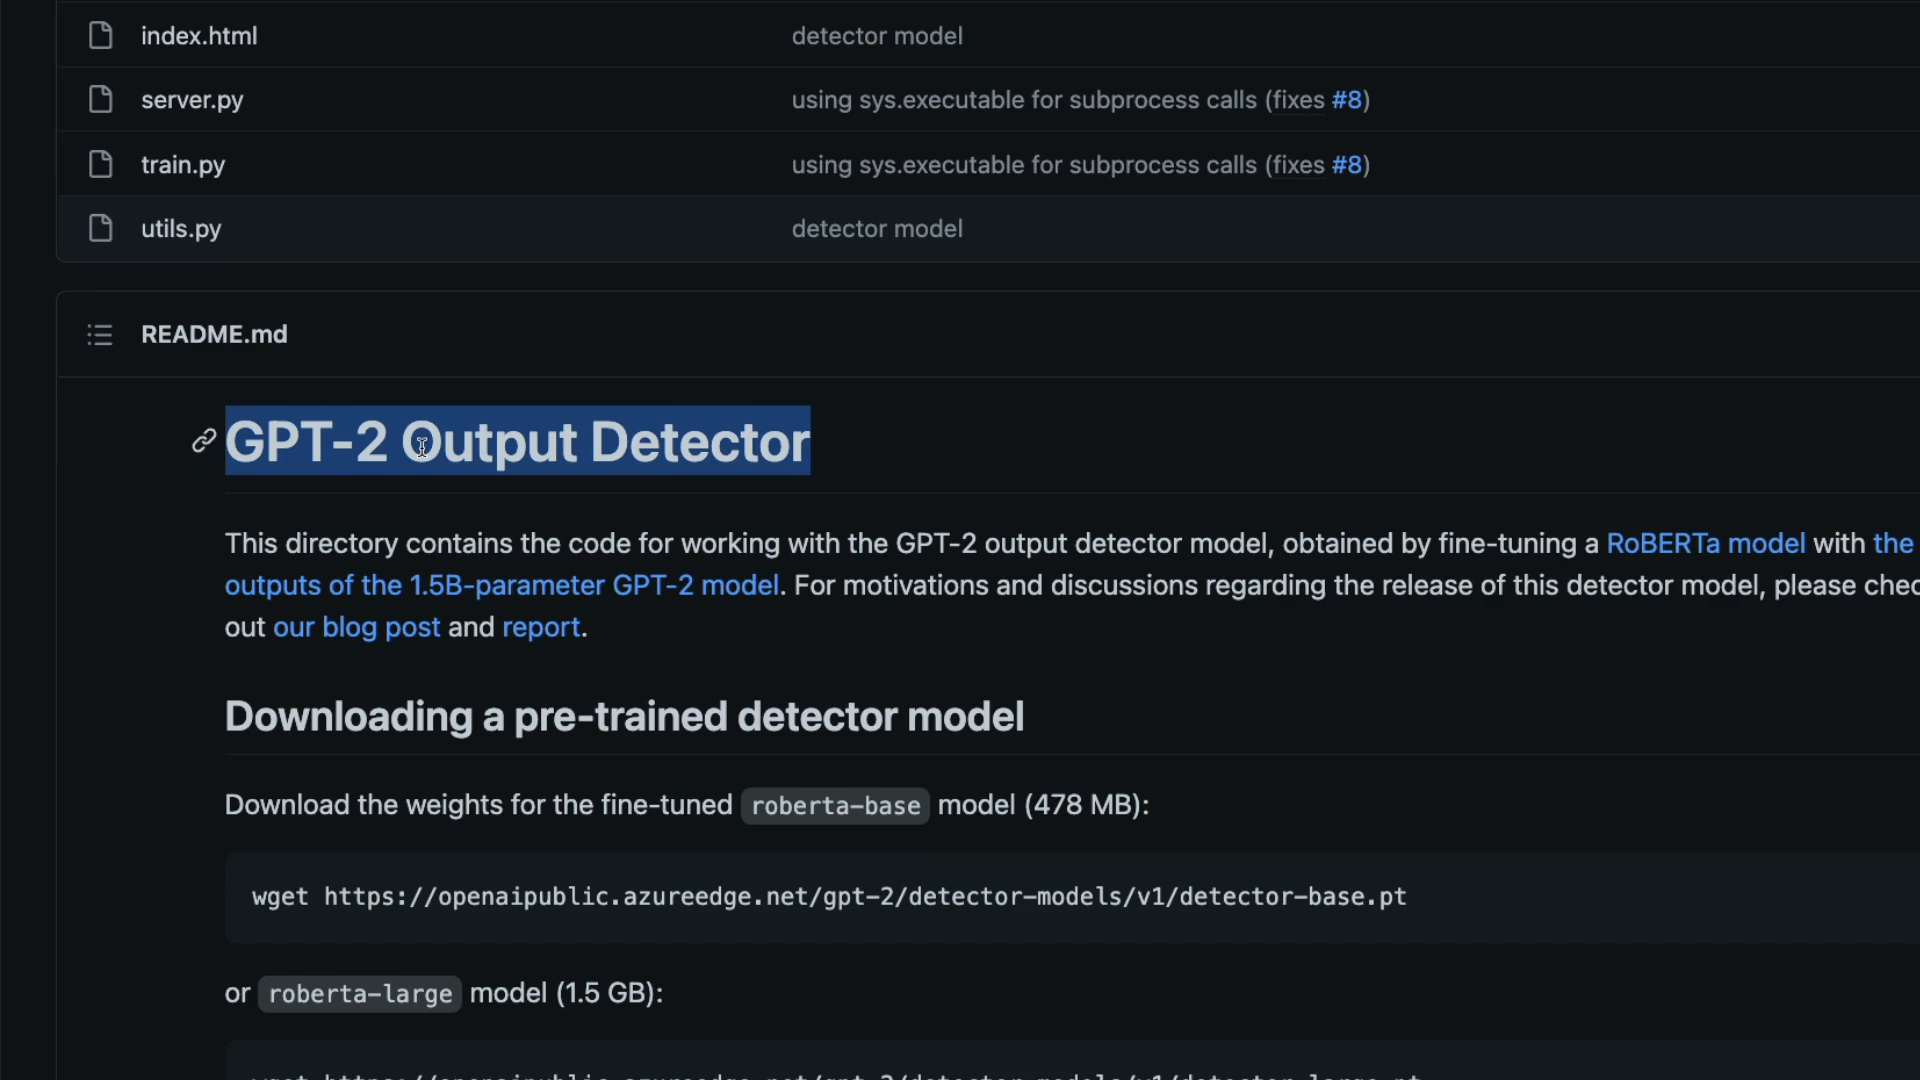 index.html detector model
server.py using sys.executable for subprocess calls (fixes #8)
train.py using sys.executable for subprocess calls (fixes #8)
utils.py detector model
README.md
GPT-2 Output Detector
This directory contains the code for working with the GPT-2 output detector model, obtained by fine-tuning a RoBERTa model with the
outputs of the 1.5B-parameter GPT-2 model. For motivations and discussions regarding the release of this detector model, please chec
out our blog post and report.
Downloading a pre-trained detector model
Download the weights for the fine-tuned roberta-base model (478 MB):
wget https://openaipublic.azureedge.net/gpt-2/detector-models/v1/detector-base.pt
or roberta-large model (1.5 GB):